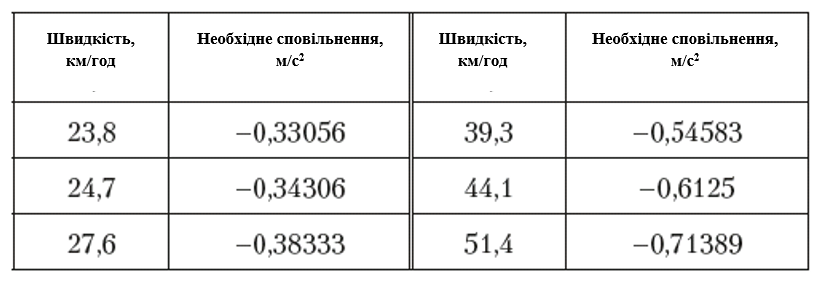 Швидкість, км/год Необхідне сповільнення, м/с² Швидкість, км/год Необхідне сповільнення, м/с²
23,8 −0,33056 39,3 −0,54583
24,7 −0,34306 44,1 −0,6125
27,6 −0,38333 51,4 −0,71389